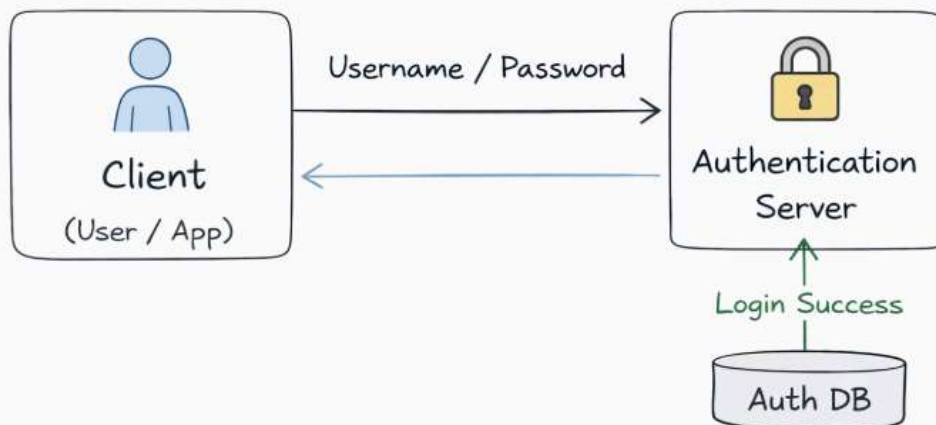 Username / Password
Client
(User / App)
Authentication
Server
Login Success
Auth DB